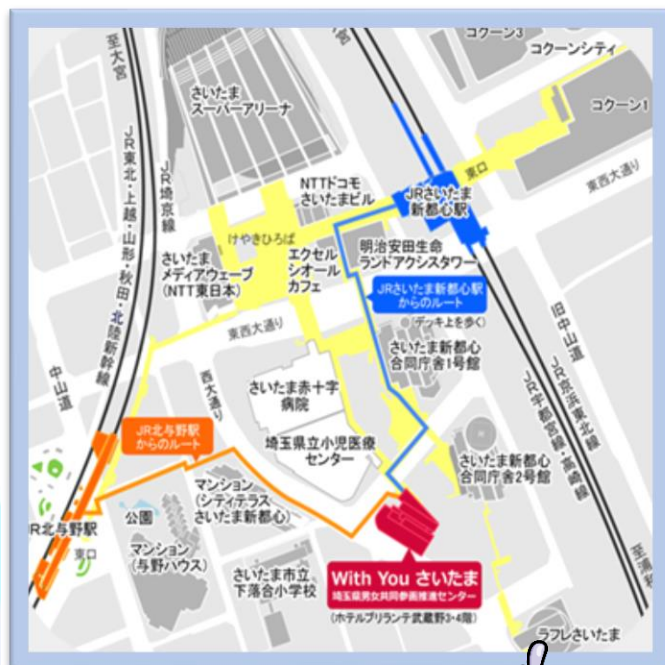 至大宮
宮
コクーン3
コクーンシティ
さいたま
スーパーアリーナ
コクーン1
JR東北・上越・山形・秋田・北陸新幹線
JR埼京線
NTTドコモ
さいたまビル
東口
JRさいたま
新都心駅
東西大通り
けやきひろば
さいたま
メディアウェーブ
(NTT東日本)
エクセル
シオール
カフェ
明治安田生命
ランドアクシスタワー
JRさいたま新都心駅
からのルート
(デッキ上を歩く)
旧中山道
中山道
東西大通り
西大通り
さいたま新都心
合同庁舎1号館
JR京浜東北線
JR宇都宮線・高崎線
さいたま赤十字
病院
JR北与野駅
からのルート
埼玉県立小児医療
センター
さいたま新都心
合同庁舎2号館
マンション
(シティテラス
さいたま新都心)
公園
JR北与野駅
東口
マンション
(与野ハウス)
さいたま市立
下落合小学校
With You さいたま
埼玉県男女共同参画推進センター
(ホテルブリランテ武蔵野3・4階)
至浦和
ラフレさいたま